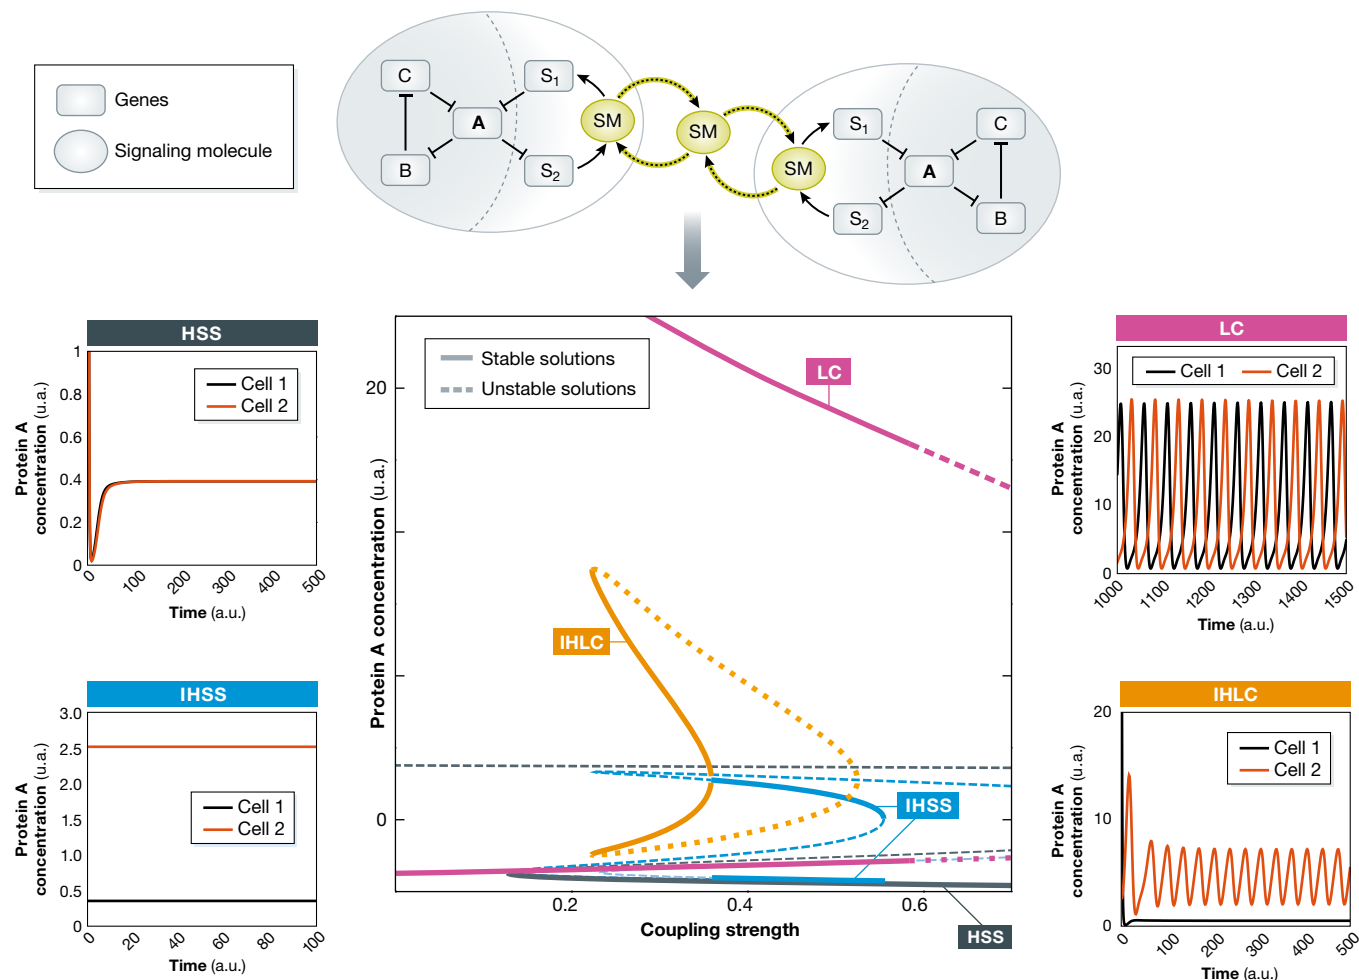 Genes
Signaling molecule
C
S1
A
SM
B
S2
SM
SM
S1
C
A
S2
B
HSS
1
0.8
0.6
0.4
0.2
0
Cell 1
Cell 2
Protein A
concentration (u.a.)
0
100
200
300
400
500
Time (a.u.)
IHSS
3.0
2.5
2.0
1.5
1.0
0.5
0
Cell 1
Cell 2
Protein A
concentration (u.a.)
0
20
40
60
80
100
Time (a.u.)
Stable solutions
Unstable solutions
LC
IHLC
IHSS
HSS
20
0
Protein A concentration (u.a.)
0.2
0.4
0.6
Coupling strength
LC
30
20
10
0
Cell 1
Cell 2
Protein A
concentration (u.a.)
1000
1100
1200
1300
1400
1500
Time (a.u.)
IHLC
20
10
0
Cell 1
Cell 2
Protein A
concentration (u.a.)
0
100
200
300
400
500
Time (a.u.)